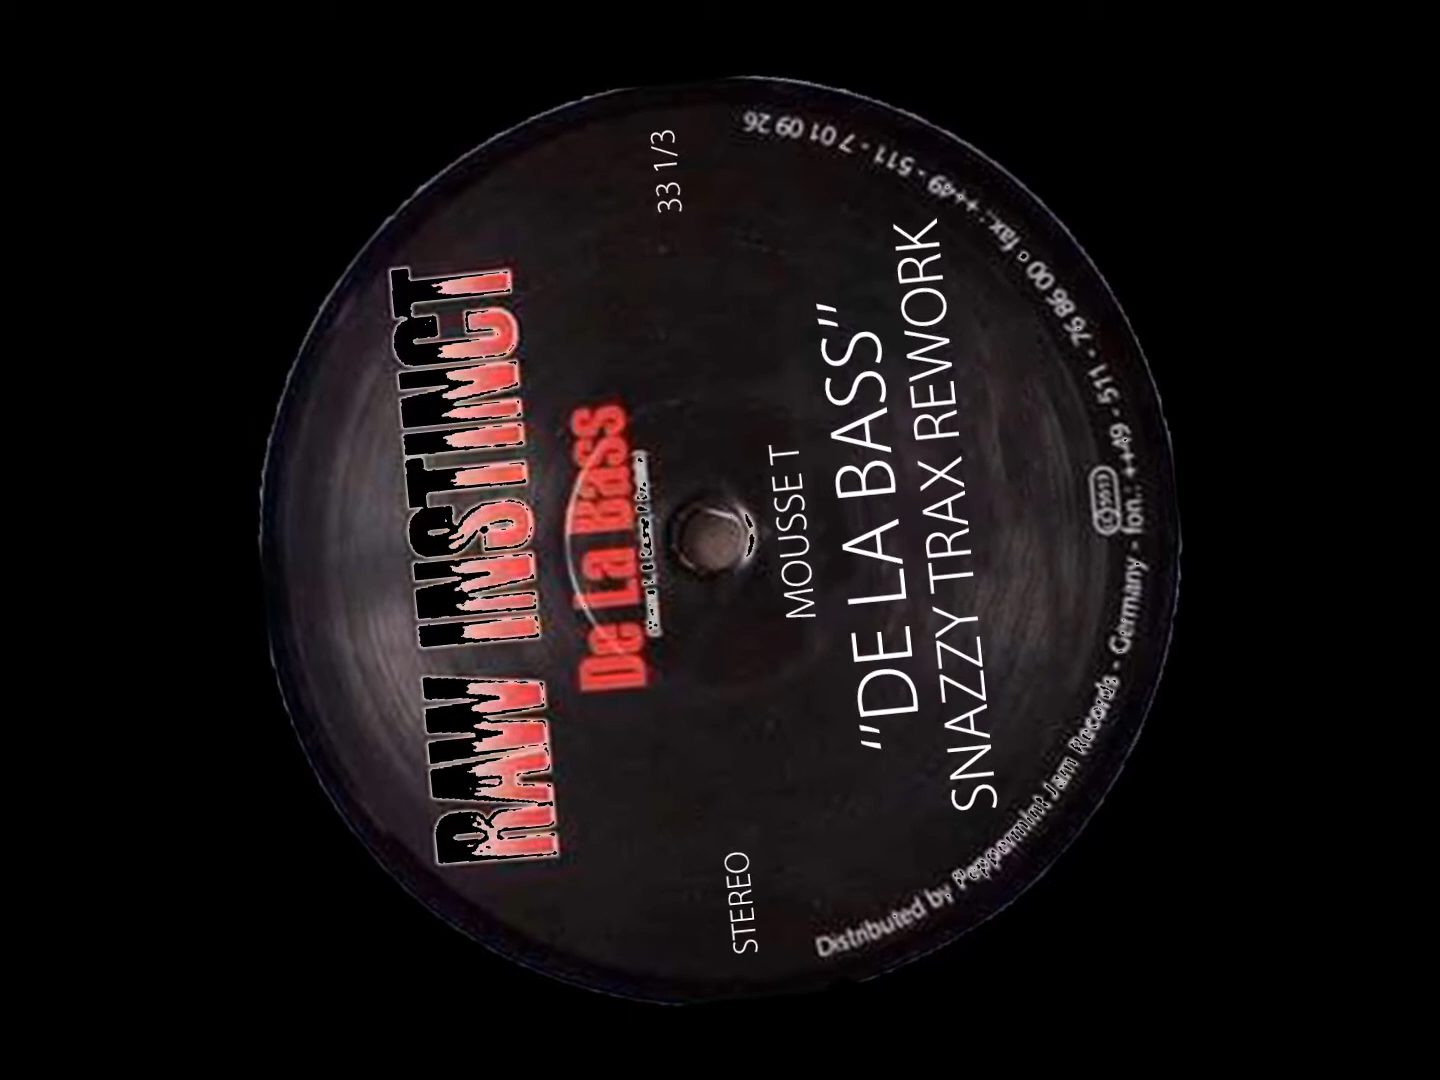 RAW INSTINCT
De La Bass
33 1/3
STEREO
MOUSSE T
"DE LA BASS"
SNAZZY TRAX REWORK
Distributed by Peppermint Jam Records - Germany - fon.: +++49 - 511 - 76 86 00 ○ fax.: +++49 - 511 - 7 01 09 26